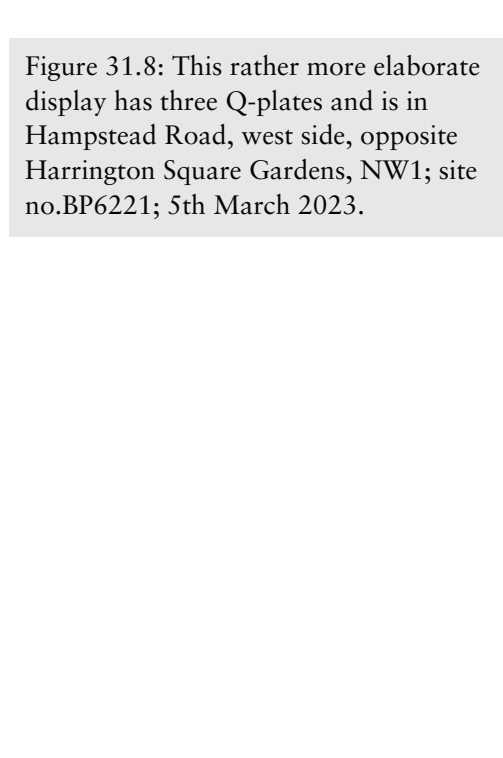 Figure 31.8: This rather more elaborate
display has three Q-plates and is in
Hampstead Road, west side, opposite
Harrington Square Gardens, NW1; site
no.BP6221; 5th March 2023.